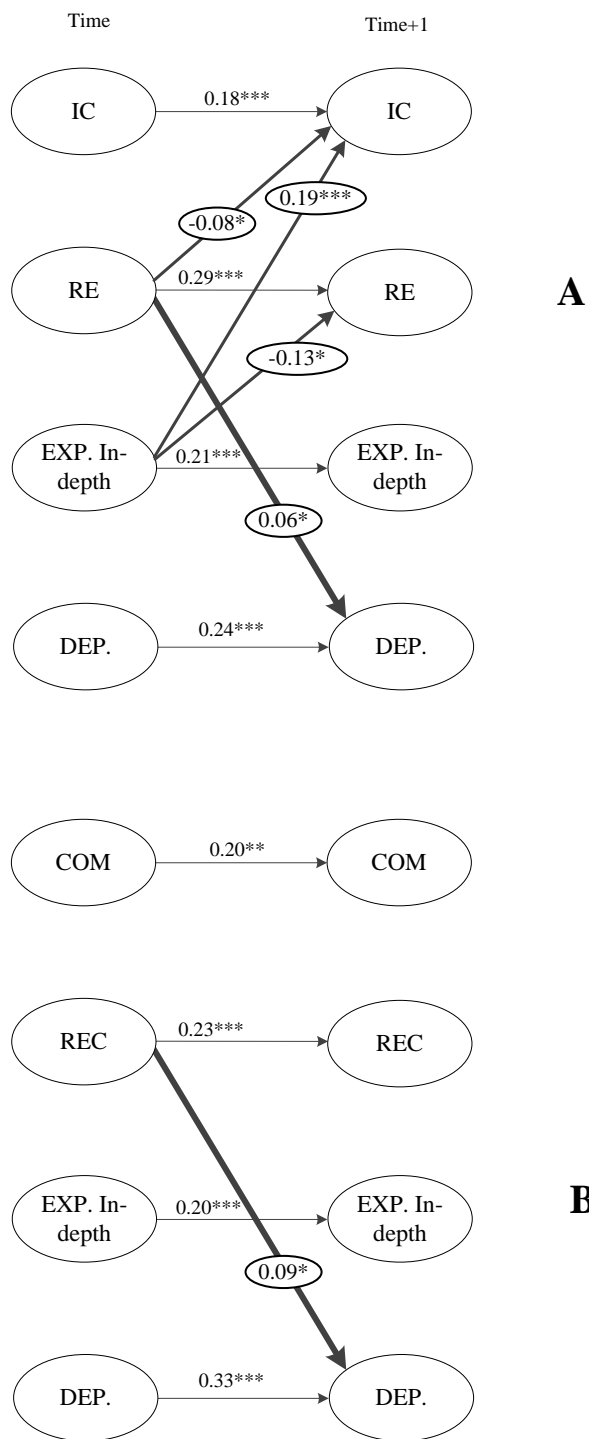 Time
Time+1
IC
0.18***
IC
-0.08*
0.19***
RE
0.29***
RE
A
-0.13*
EXP. In-
depth
0.21***
EXP. In-
depth
0.06*
DEP.
0.24***
DEP.
COM
0.20**
COM
REC
0.23***
REC
EXP. In-
depth
0.20***
EXP. In-
depth
B
0.09*
DEP.
0.33***
DEP.